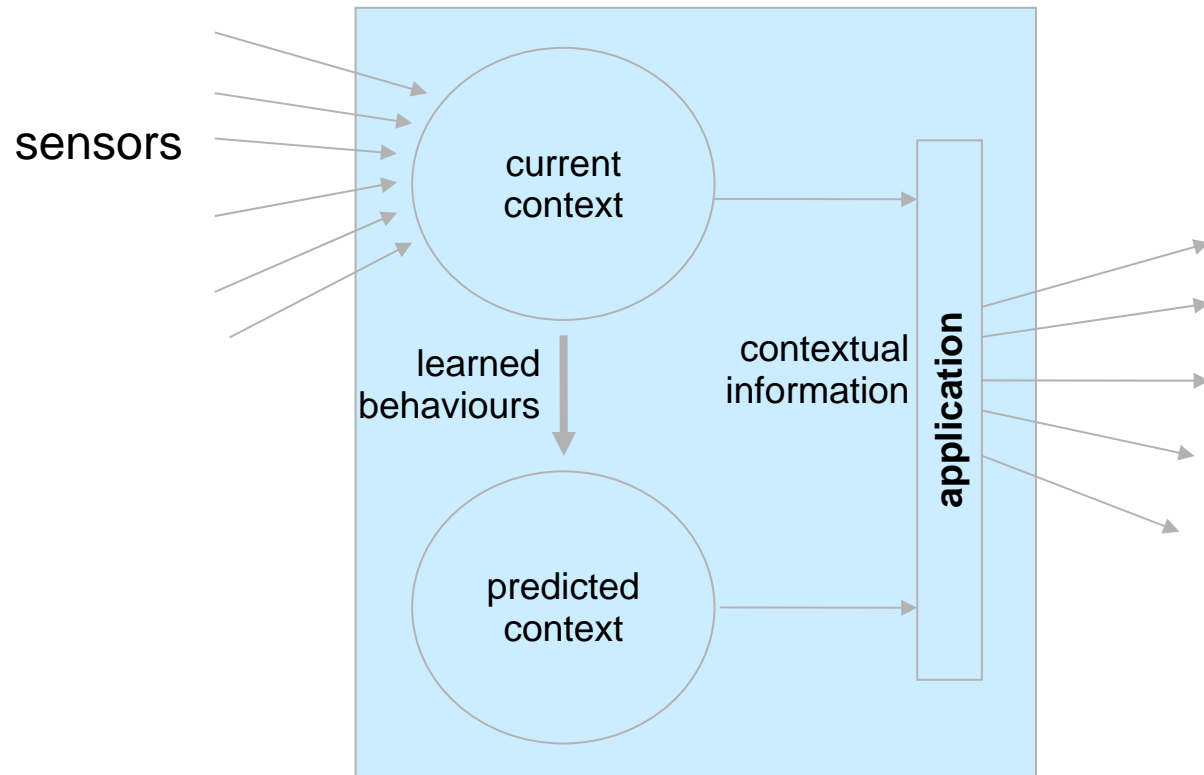 sensors
current
context
learned
behaviours
contextual
information
application
predicted
context